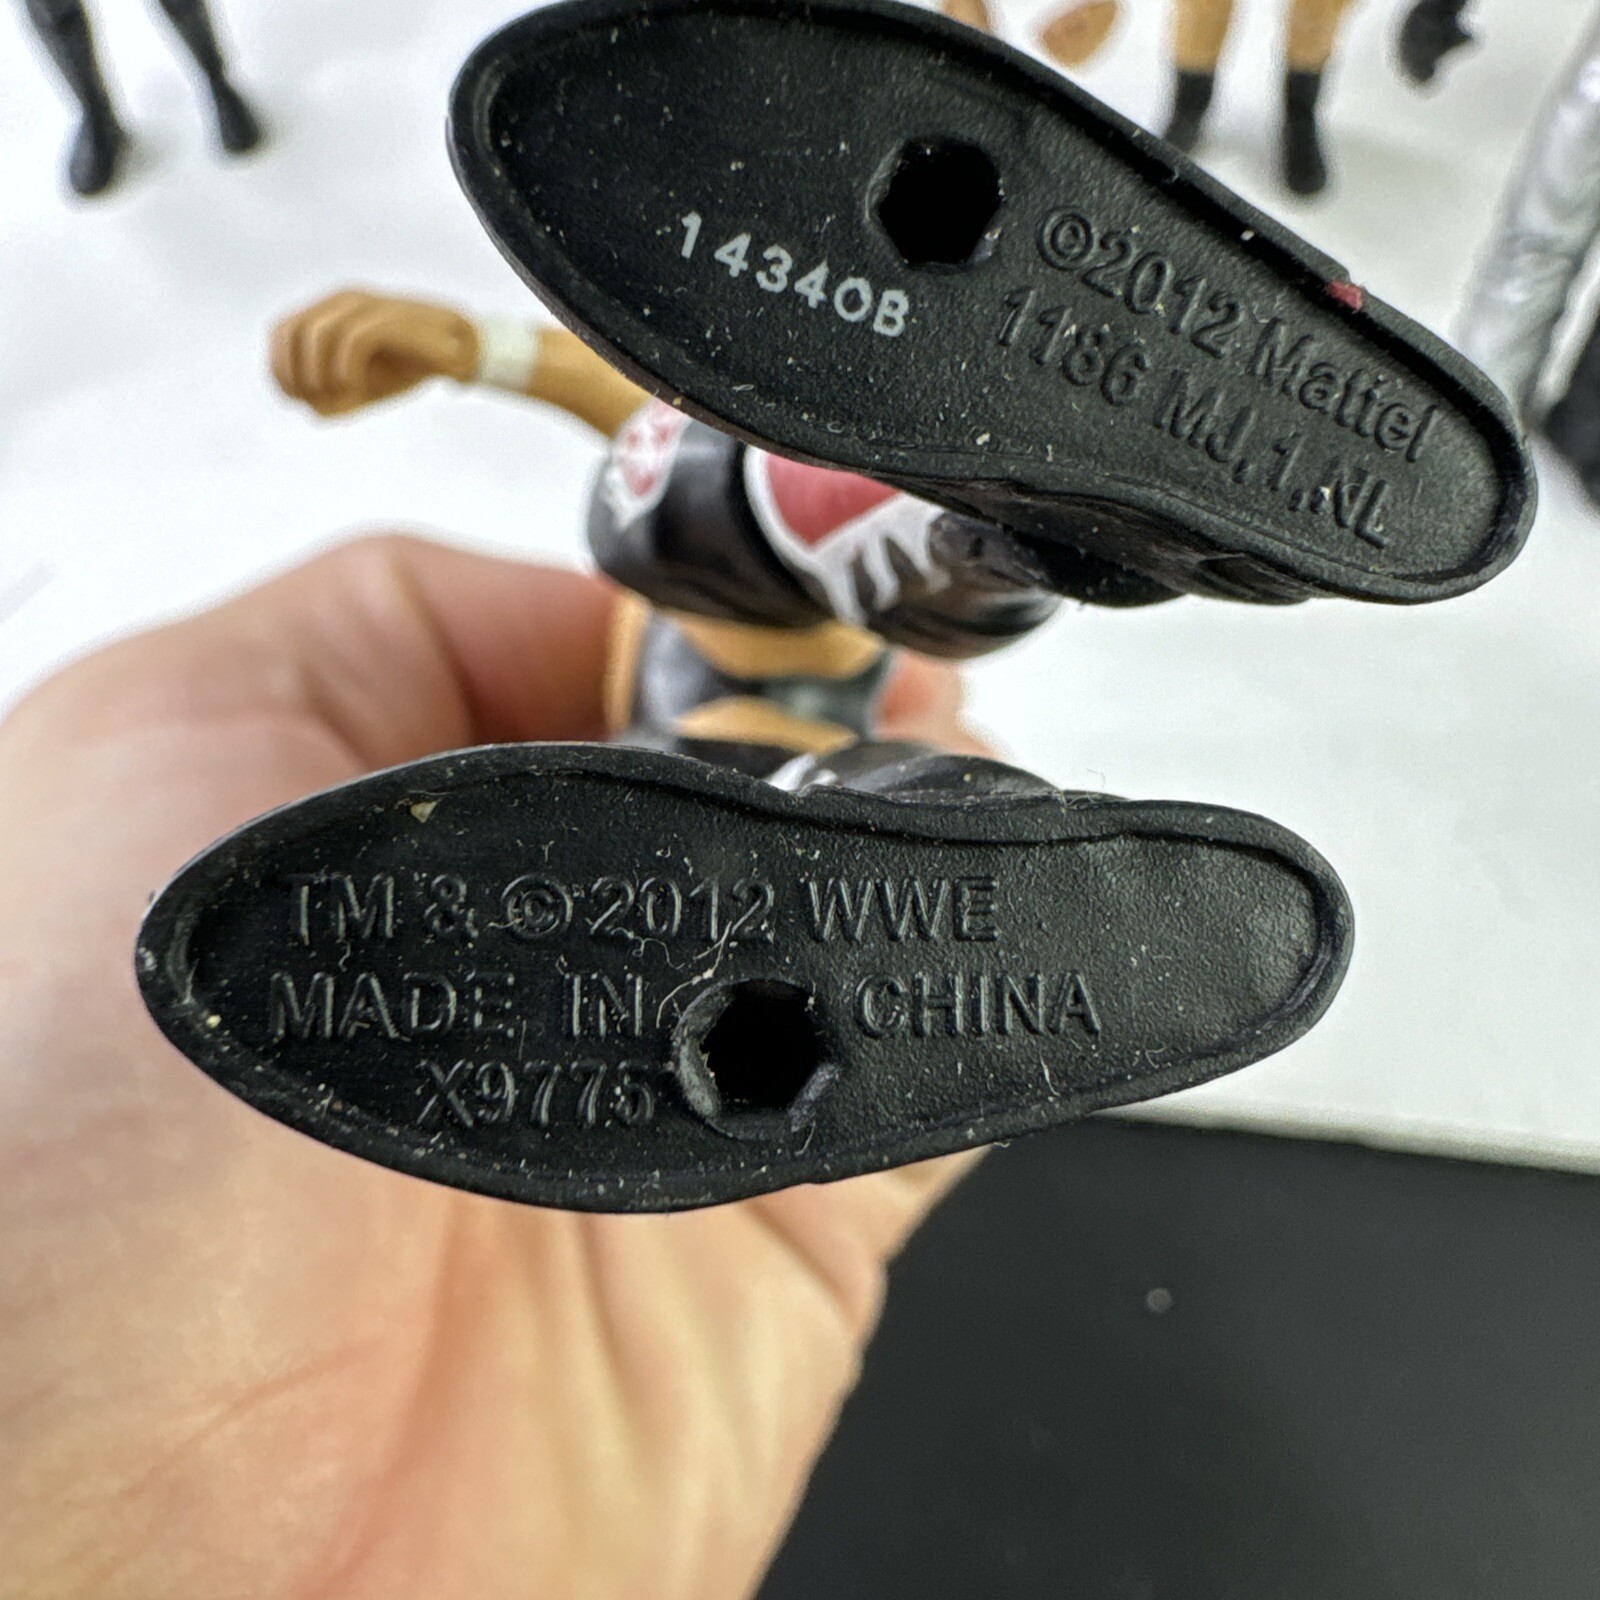 14340B
©2012 Mattel
1186 MJ,1,NL
TM & © 2012 WWE
MADE IN CHINA
X9775